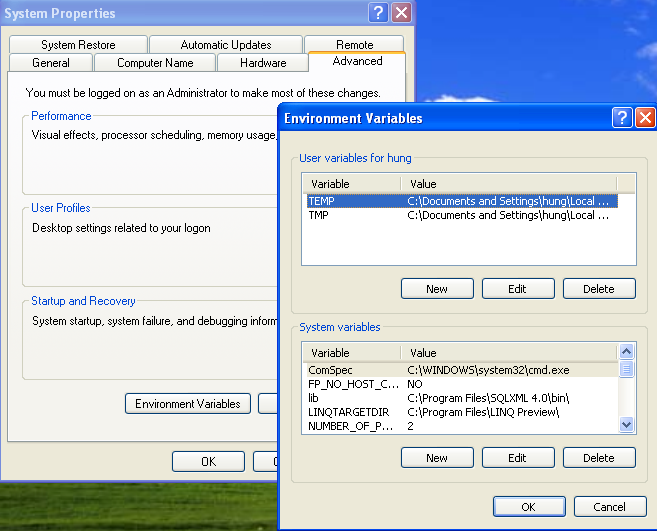 System Properties
System Restore
Automatic Updates
Remote
General
Computer Name
Hardware
Advanced
You must be logged on as an Administrator to make most of these changes.
Performance
Visual effects, processor scheduling, memory usage,
User Profiles
Desktop settings related to your logon
Startup and Recovery
System startup, system failure, and debugging
Environment Variables
OK
Environment Variables
User variables for hung
Variable Value
TEMP C:\Documents and Settings\hung\Local ...
TMP C:\Documents and Settings\hung\Local ...
New Edit Delete
System variables
Variable Value
ComSpec C:\WINDOWS\system32\cmd.exe
FP_NO_HOST_C... NO
lib C:\Program Files\SQLXML 4.0\bin\
LINQTARGETDIR C:\Program Files\LINQ Preview\
NUMBER_OF_P... 2
New Edit Delete
OK Cancel